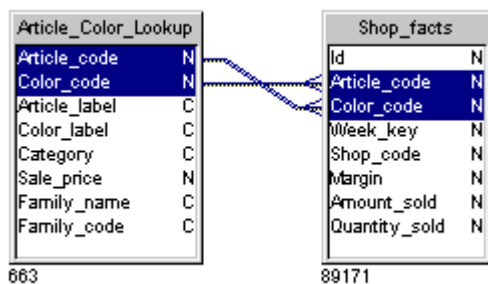 Article_Color_Lookup
Article_code N
Color_code N
Article_label C
Color_label C
Category C
Sale_price N
Family_name C
Family_code C
663
Shop_facts
Id N
Article_code N
Color_code N
Week_key N
Shop_code N
Margin N
Amount_sold N
Quantity_sold N
89171